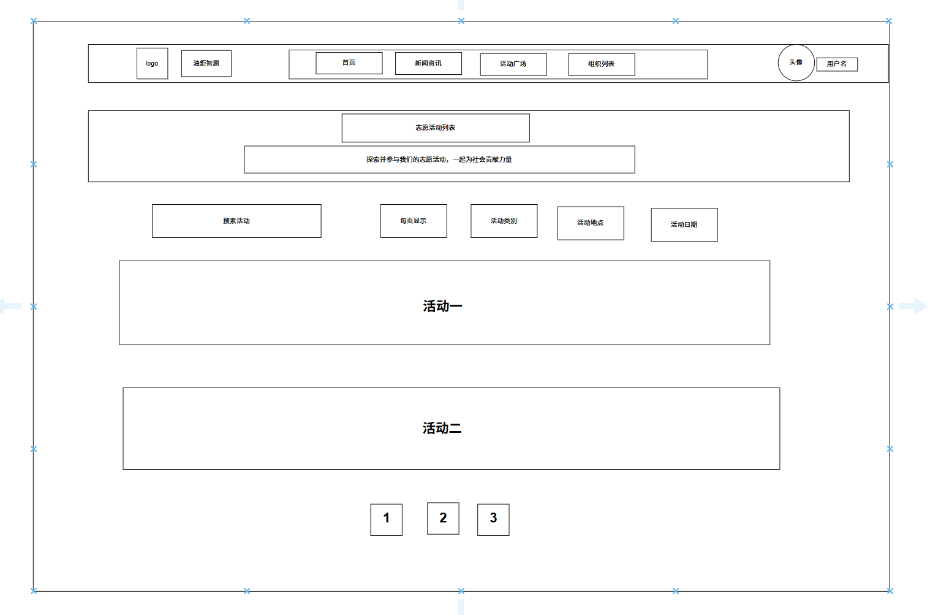 logo
油炬智愿
首页
新闻资讯
活动广场
组织列表
头像
用户名
志愿活动列表
探索并参与我们的志愿活动，一起为社会贡献力量
搜索活动
每页显示
活动类别
活动地点
活动日期
活动一
活动二
1
2
3